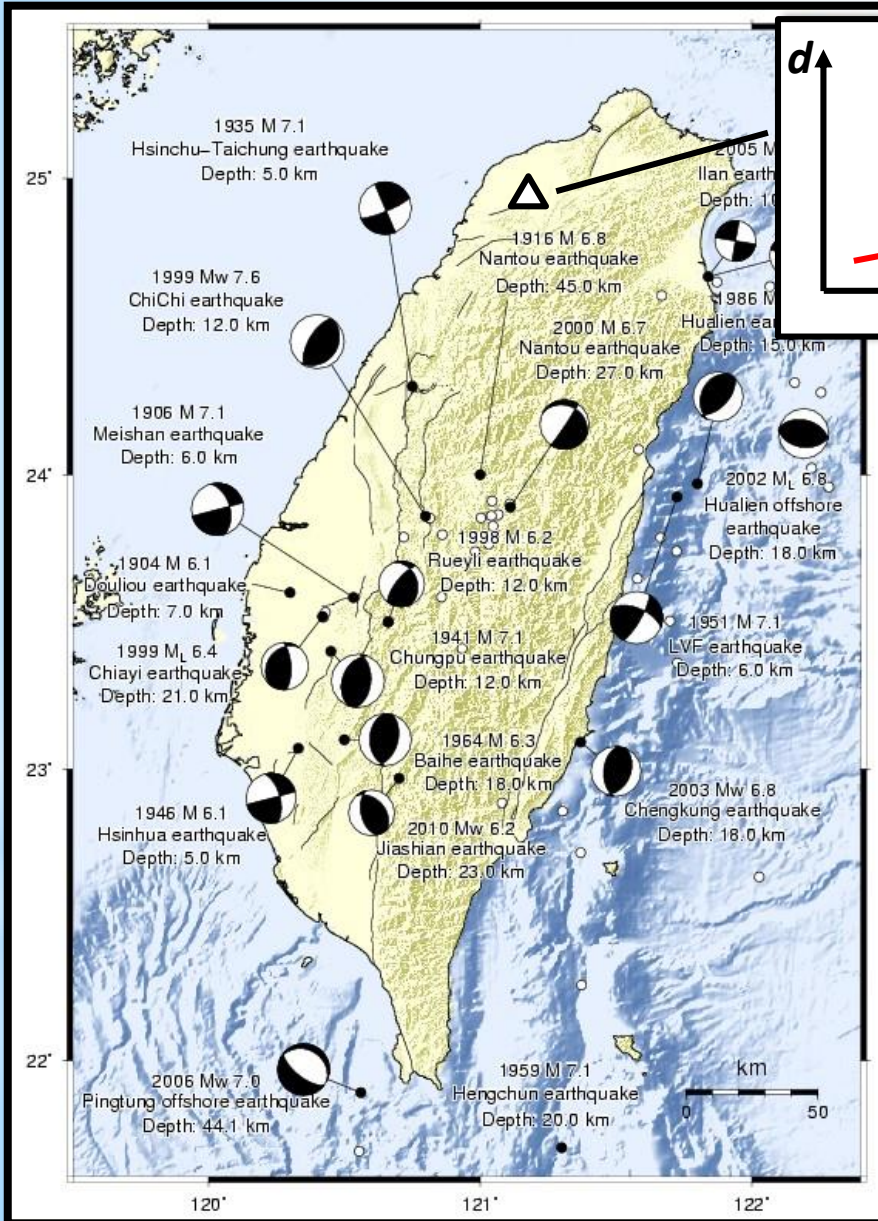 d
1935 M 7.1
Hsinchu–Taichung earthquake
Depth: 5.0 km
2005 M
Ilan earth
Depth: 1
25°
1916 M 6.8
Nantou earthquake
Depth: 45.0 km
1999 Mw 7.6
ChiChi earthquake
Depth: 12.0 km
1986 M
Hualien ea
Depth: 15.0 km
2000 M 6.7
Nantou earthquake
Depth: 27.0 km
1906 M 7.1
Meishan earthquake
Depth: 6.0 km
24°
2002 ML 6.8
Hualien offshore
earthquake
Depth: 18.0 km
1998 M 6.2
Rueyli earthquake
Depth: 12.0 km
1904 M 6.1
Douliou earthquake
Depth: 7.0 km
1951 M 7.1
LVF earthquake
Depth: 6.0 km
1941 M 7.1
Chungpu earthquake
Depth: 12.0 km
1999 ML 6.4
Chiayi earthquake
Depth: 21.0 km
1964 M 6.3
Baihe earthquake
Depth: 18.0 km
23°
2003 Mw 6.8
Chengkung earthquake
Depth: 18.0 km
1946 M 6.1
Hsinhua earthquake
Depth: 5.0 km
2010 Mw 6.2
Jiashian earthquake
Depth: 23.0 km
22°
2006 Mw 7.0
Pingtung offshore earthquake
Depth: 44.1 km
1959 M 7.1
Hengchun earthquake
Depth: 20.0 km
km
0 50
120° 121° 122°